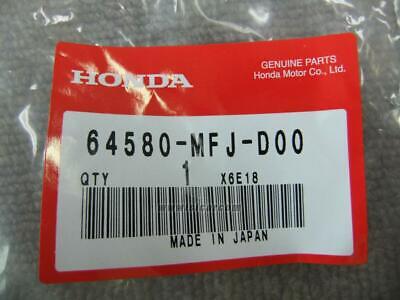 HONDA
GENUINE PARTS
Honda Motor Co., Ltd.
64580-MFJ-D00
QTY 1 X6E18
MADE IN JAPAN